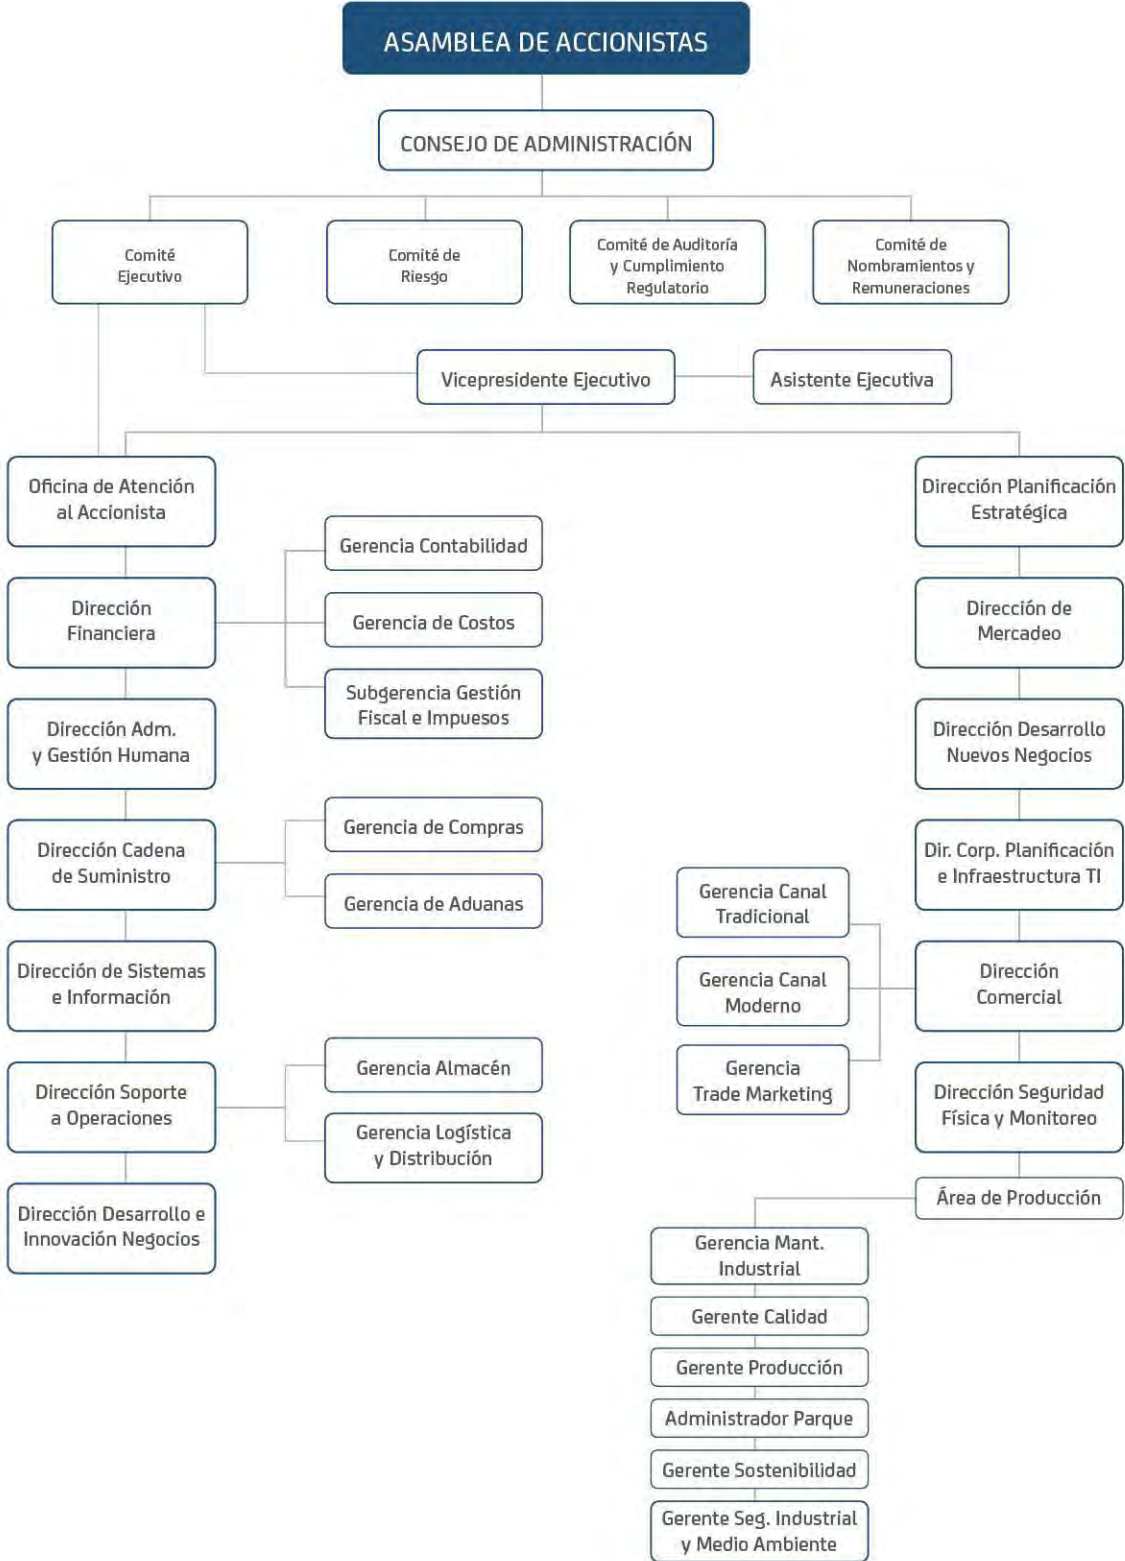 ASAMBLEA DE ACCIONISTAS
CONSEJO DE ADMINISTRACIÓN
Comité
Ejecutivo
Comité de
Riesgo
Comité de Auditoría
y Cumplimiento
Regulatorio
Comité de
Nombramientos y
Remuneraciones
Vicepresidente Ejecutivo
Asistente Ejecutiva
Oficina de Atención
al Accionista
Dirección
Financiera
Gerencia Contabilidad
Gerencia de Costos
Subgerencia Gestión
Fiscal e Impuesos
Dirección Adm.
y Gestión Humana
Dirección Cadena
de Suministro
Gerencia de Compras
Gerencia de Aduanas
Dirección de Sistemas
e Información
Dirección Soporte
a Operaciones
Gerencia Almacén
Gerencia Logística
y Distribución
Dirección Desarrollo e
Innovación Negocios
Dirección Planificación
Estratégica
Dirección de
Mercadeo
Dirección Desarrollo
Nuevos Negocios
Dir. Corp. Planificación
e Infraestructura TI
Dirección
Comercial
Gerencia Canal
Tradicional
Gerencia Canal
Moderno
Gerencia
Trade Marketing
Dirección Seguridad
Física y Monitoreo
Área de Producción
Gerencia Mant.
Industrial
Gerente Calidad
Gerente Producción
Administrador Parque
Gerente Sostenibilidad
Gerente Seg. Industrial
y Medio Ambiente